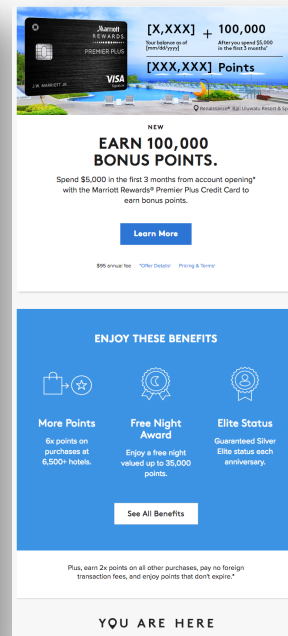 Marriott
REWARDS.
PREMIER PLUS
J.W. MARRIOTT JR.
VISA
Signature
[X,XXX] + 100,000
Your balance as of After you spend $5,000
[mm/dd/yyy] in the first 3 months*
[XXX,XXX] Points
Renaissance® Bali Uluwatu Resort & Sp
NEW
EARN 100,000
BONUS POINTS.
Spend $5,000 in the first 3 months from account opening*
with the Marriott Rewards® Premier Plus Credit Card to
earn bonus points.
Learn More
$95 annual fee *Offer Details† Pricing & Terms†
ENJOY THESE BENEFITS
More Points
6x points on
purchases at
6,500+ hotels.
Free Night
Award
Enjoy a free night
valued up to 35,000
points.
Elite Status
Guaranteed Silver
Elite status each
anniversary.
See All Benefits
Plus, earn 2x points on all other purchases, pay no foreign
transaction fees, and enjoy points that don't expire.*
YOU ARE HERE